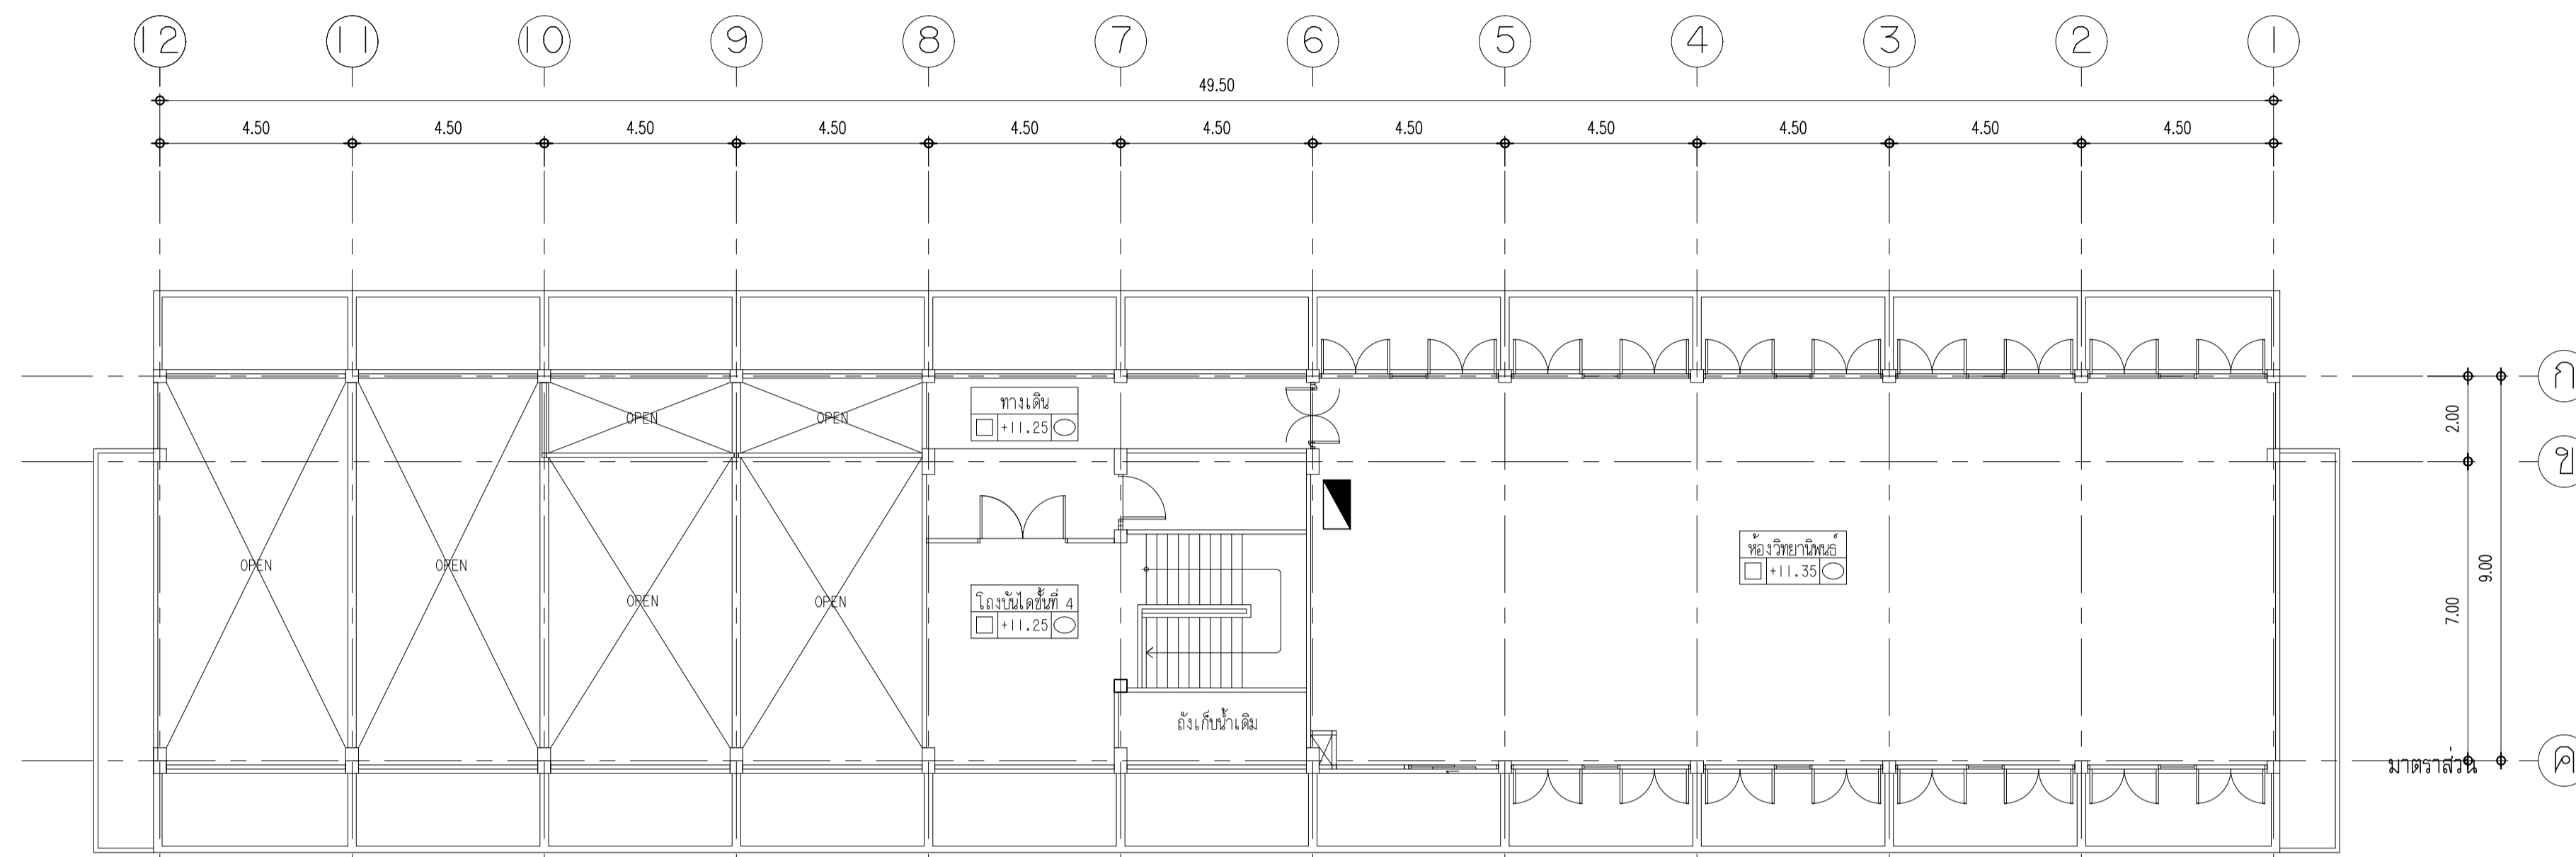 12 11 10 9 8 7 6 5 4 3 2 1
49.50
4.50 4.50 4.50 4.50 4.50 4.50 4.50 4.50 4.50 4.50 4.50
ก
OPEN OPEN
ทางเดิน
+11.25
2.00
ข
ห้องวิทยานิพนธ์
+11.35
OPEN OPEN
9.00
OPEN OPEN
โถงบันไดชั้นที่ 4
+11.25
7.00
ถังเก็บน้ำเดิม
มาตราส่วน
ค